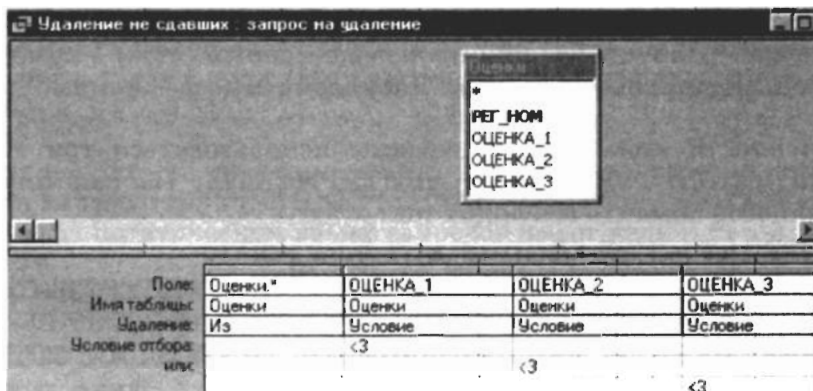 Удаление не сдавших : запрос на удаление
Оценки
*
РЕГ_НОМ
ОЦЕНКА_1
ОЦЕНКА_2
ОЦЕНКА_3
Поле: Оценки.* ОЦЕНКА_1 ОЦЕНКА_2 ОЦЕНКА_3
Имя таблицы: Оценки Оценки Оценки Оценки
Удаление: Из Условие Условие Условие
Условие отбора: <3
или: <3
<3